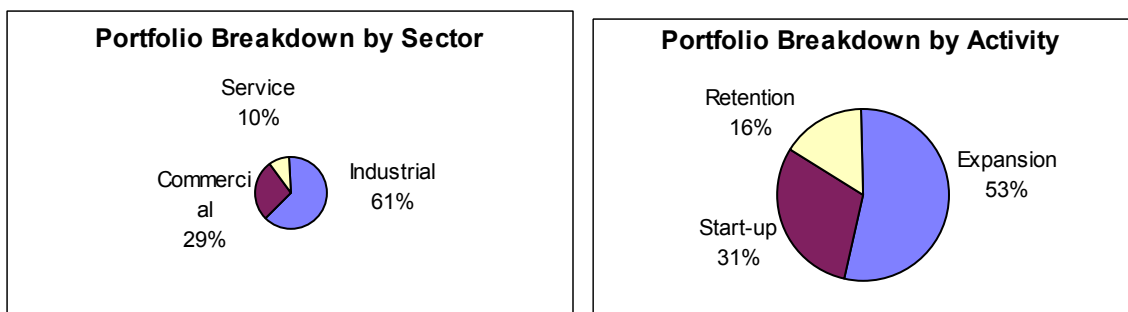 Portfolio Breakdown by Sector
Service
10%
Commerci
al
29%
Industrial
61%
Portfolio Breakdown by Activity
Retention
16%
Expansion
53%
Start-up
31%